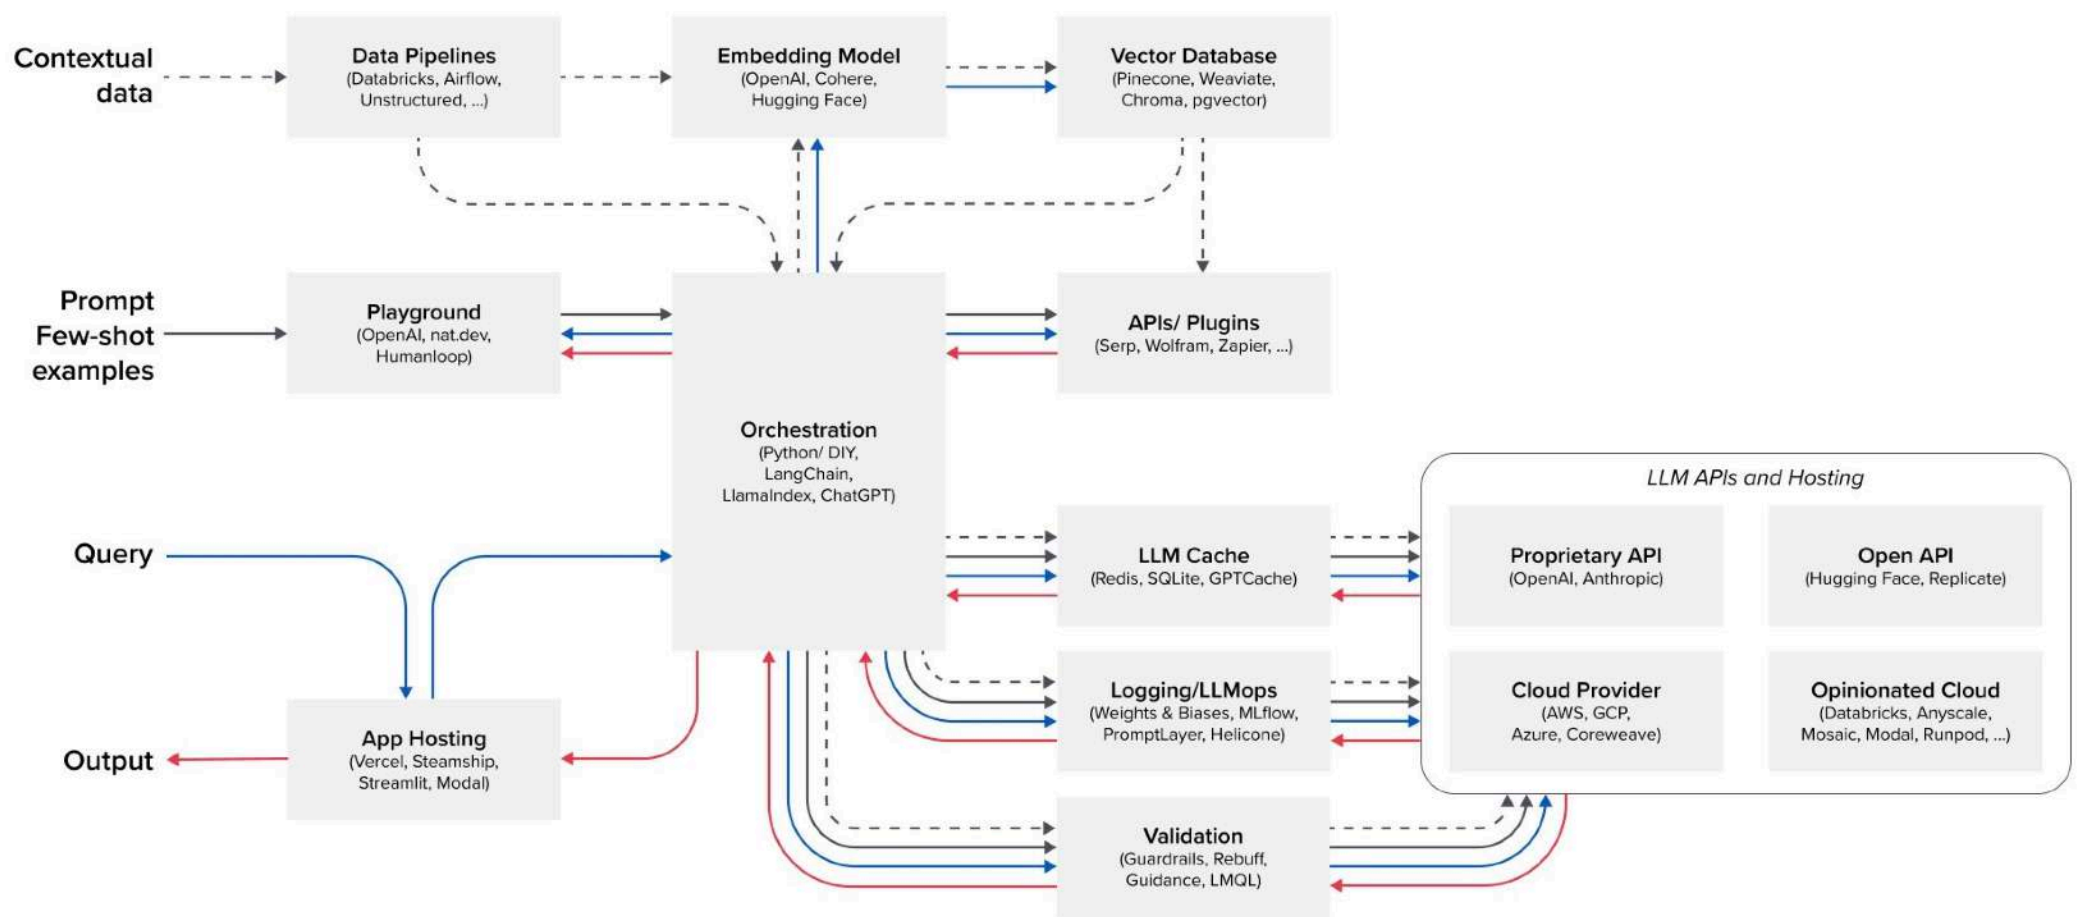 Contextual
data
Data Pipelines
(Databricks, Airflow,
Unstructured, ...)
Embedding Model
(OpenAI, Cohere,
Hugging Face)
Vector Database
(Pinecone, Weaviate,
Chroma, pgvector)
Prompt
Few-shot
examples
Playground
(OpenAI, nat.dev,
Humanloop)
Orchestration
(Python/ DIY,
LangChain,
LlamaIndex, ChatGPT)
APIs/ Plugins
(Serp, Wolfram, Zapier, ...)
Query
LLM Cache
(Redis, SQLite, GPTCache)
Logging/LLMops
(Weights & Biases, MLflow,
PromptLayer, Helicone)
Validation
(Guardrails, Rebuff,
Guidance, LMQL)
LLM APIs and Hosting
Proprietary API
(OpenAI, Anthropic)
Open API
(Hugging Face, Replicate)
Cloud Provider
(AWS, GCP,
Azure, Coreweave)
Opinionated Cloud
(Databricks, Anyscale,
Mosaic, Modal, Runpod, ...)
Output
App Hosting
(Vercel, Steamship,
Streamlit, Modal)